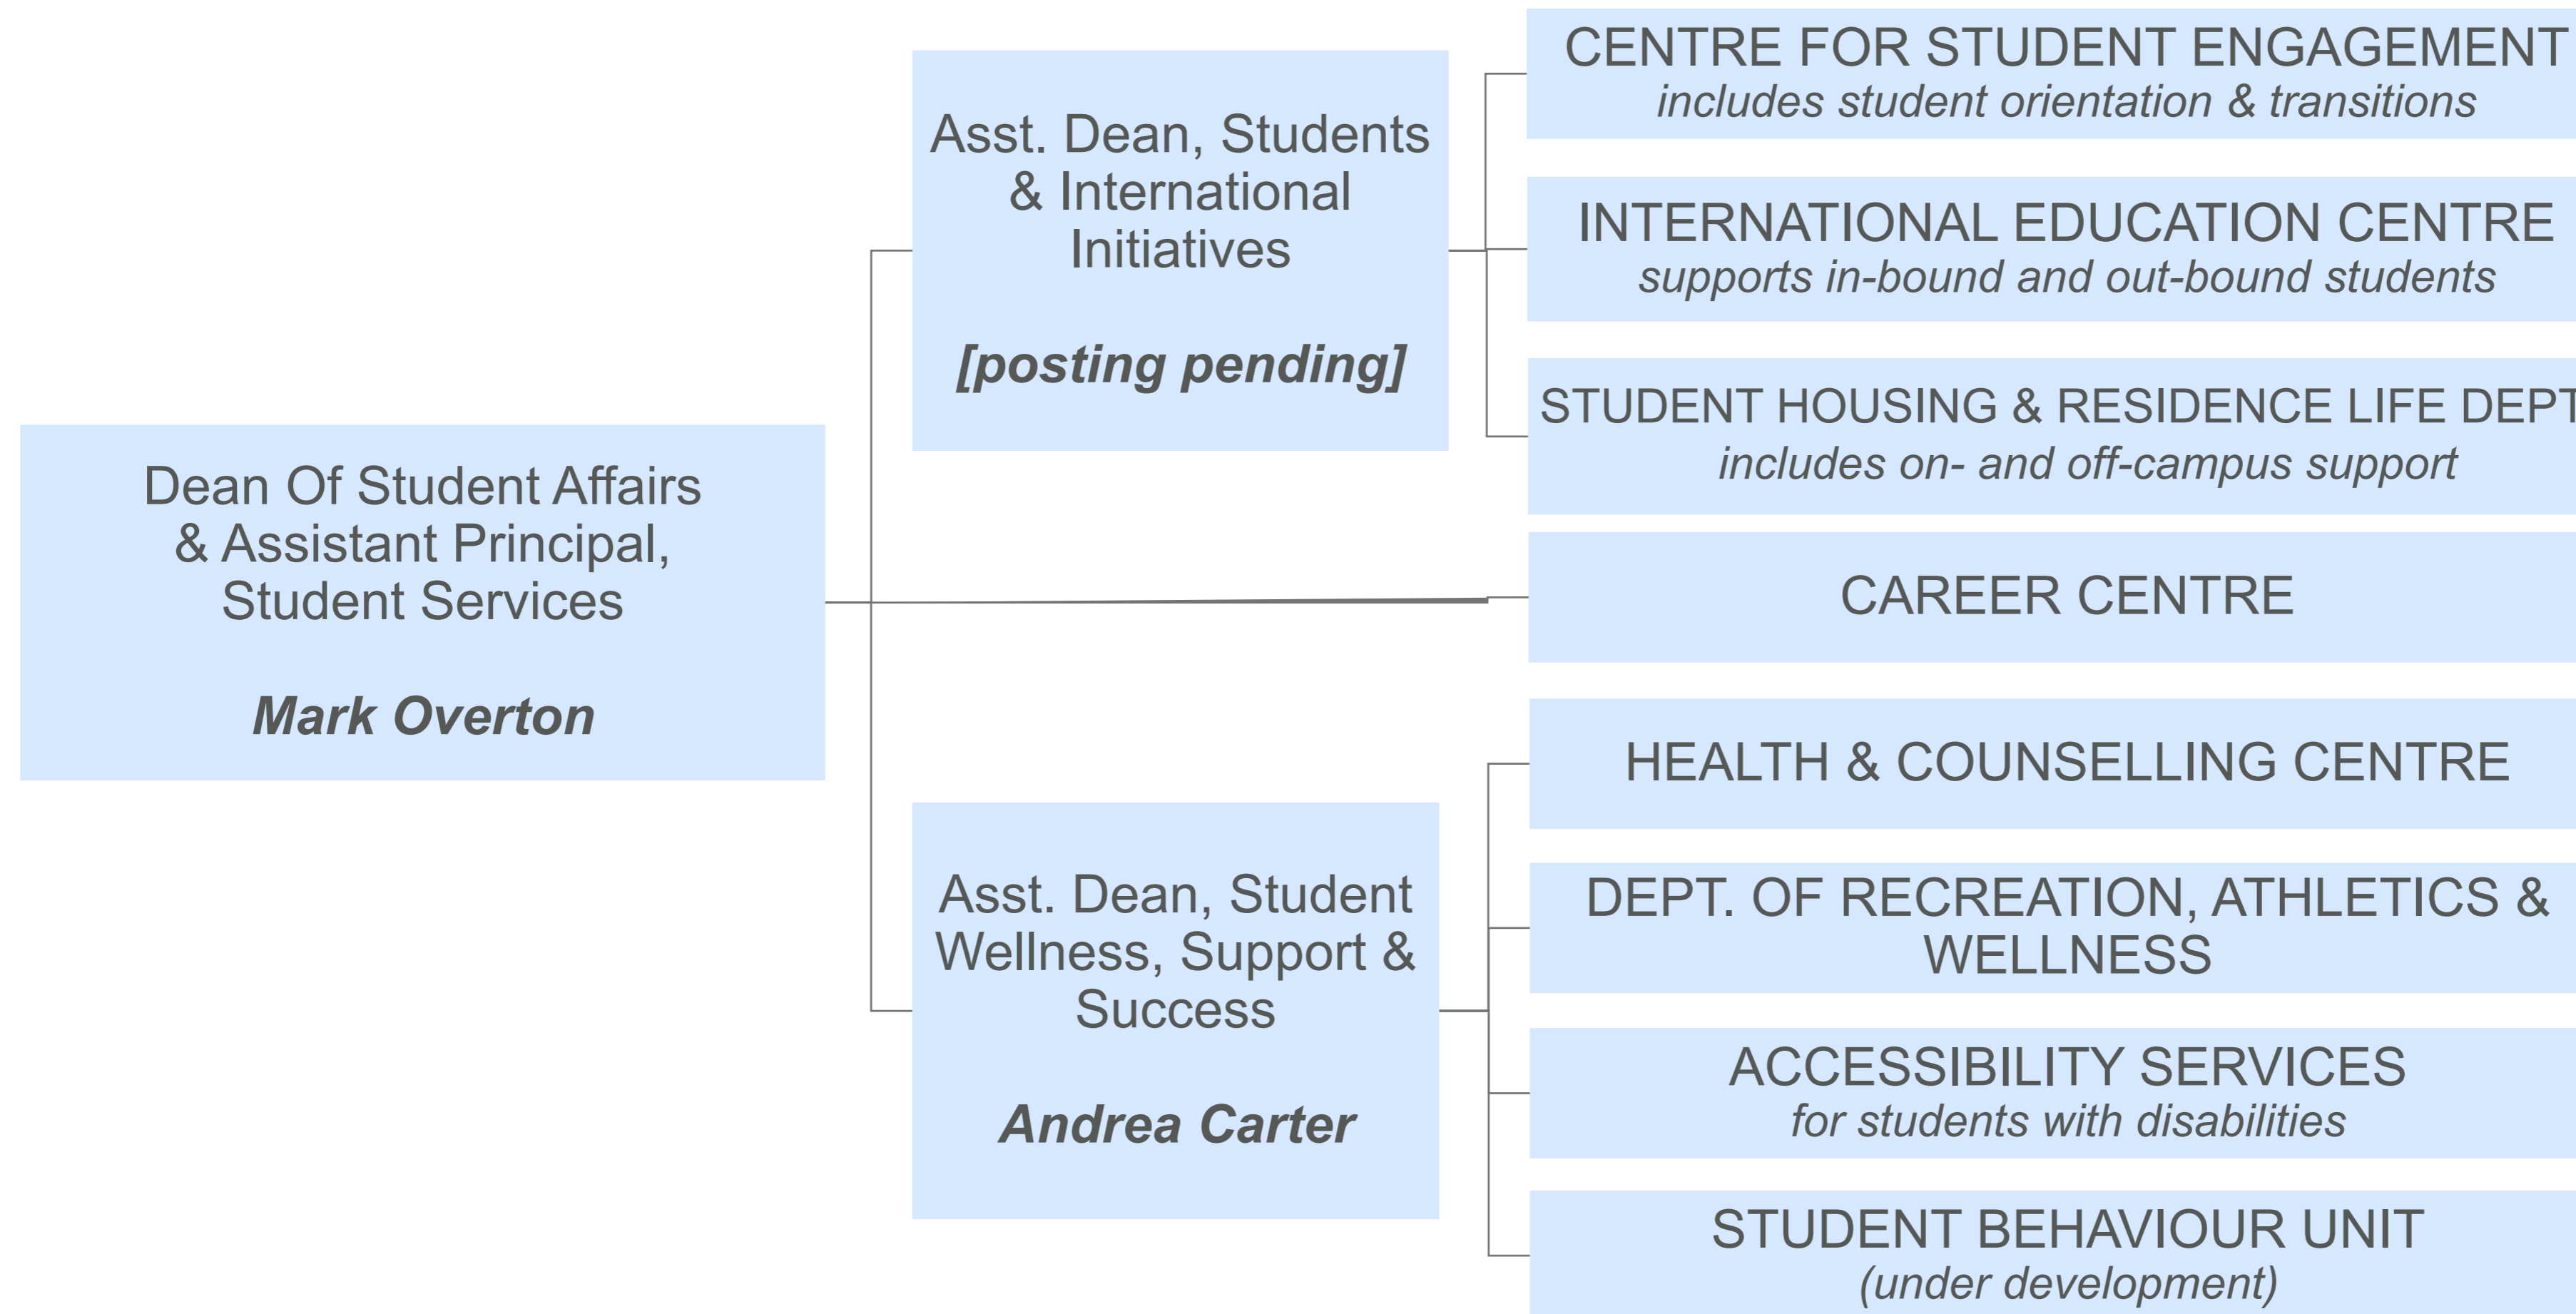 Dean Of Student Affairs
& Assistant Principal,
Student Services
Mark Overton
Asst. Dean, Students
& International
Initiatives
[posting pending]
CENTRE FOR STUDENT ENGAGEMENT
includes student orientation & transitions
INTERNATIONAL EDUCATION CENTRE
supports in-bound and out-bound students
STUDENT HOUSING & RESIDENCE LIFE DEPT
includes on- and off-campus support
CAREER CENTRE
Asst. Dean, Student
Wellness, Support &
Success
Andrea Carter
HEALTH & COUNSELLING CENTRE
DEPT. OF RECREATION, ATHLETICS &
WELLNESS
ACCESSIBILITY SERVICES
for students with disabilities
STUDENT BEHAVIOUR UNIT
(under development)